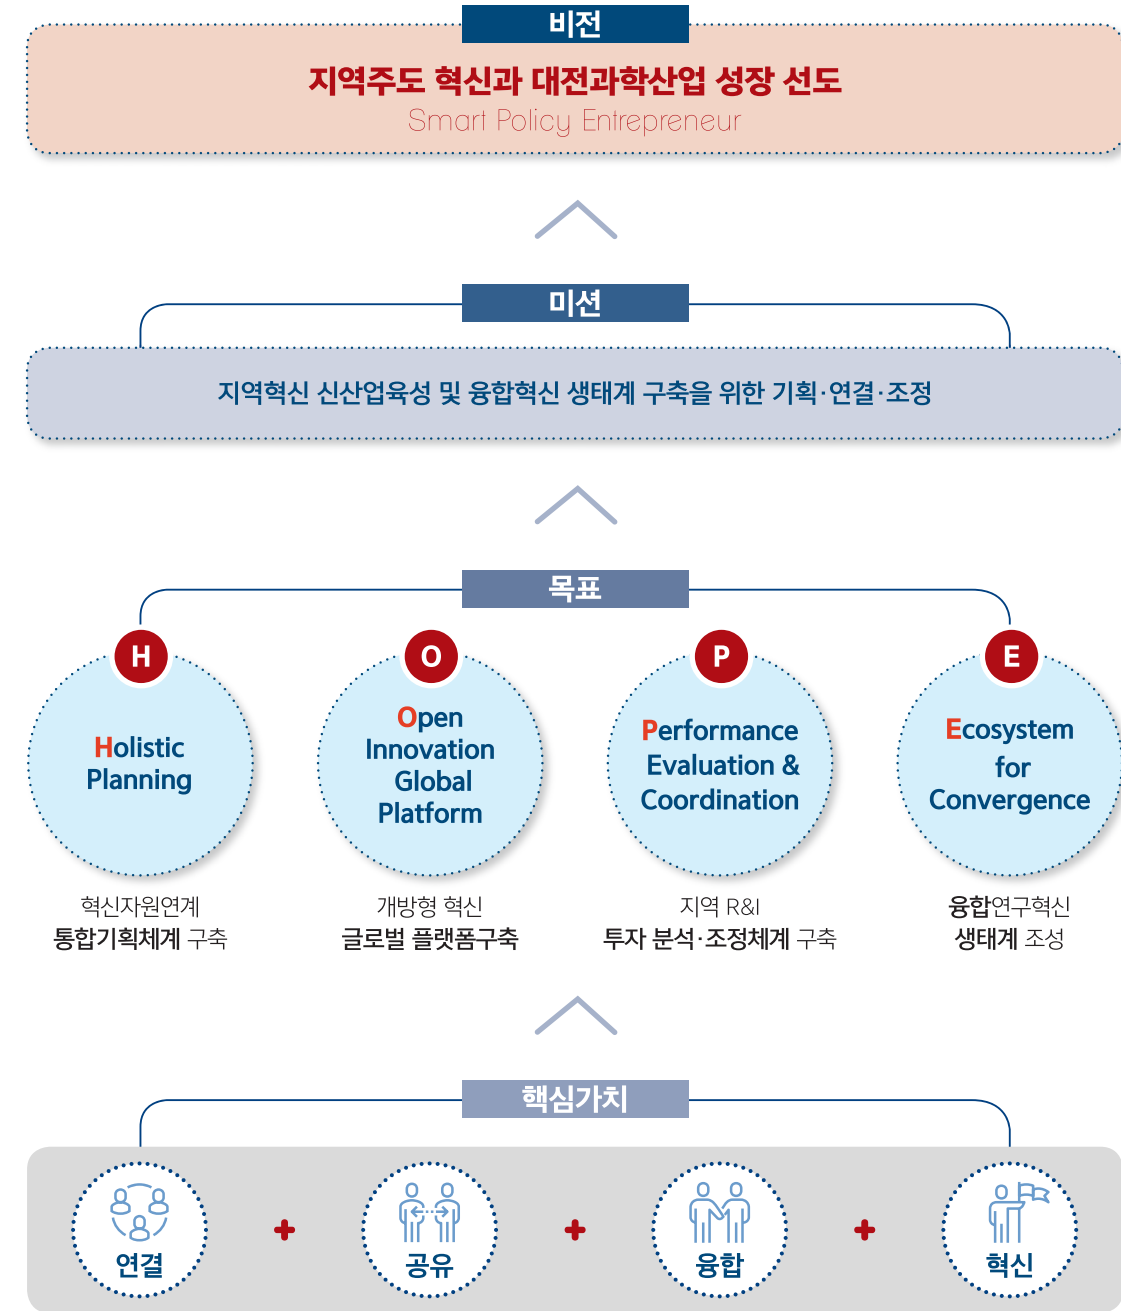 비전
지역주도 혁신과 대전과학산업 성장 선도
Smart Policy Entrepreneur
미션
지역혁신 신산업육성 및 융합혁신 생태계 구축을 위한 기획·연결·조정
목표
H
Holistic
Planning
혁신자원연계
통합기획체계 구축
O
Open
Innovation
Global
Platform
개방형 혁신
글로벌 플랫폼구축
P
Performance
Evaluation &
Coordination
지역 R&I
투자 분석·조정체계 구축
E
Ecosystem
for
Convergence
융합연구혁신
생태계 조성
핵심가치
연결
공유
융합
혁신